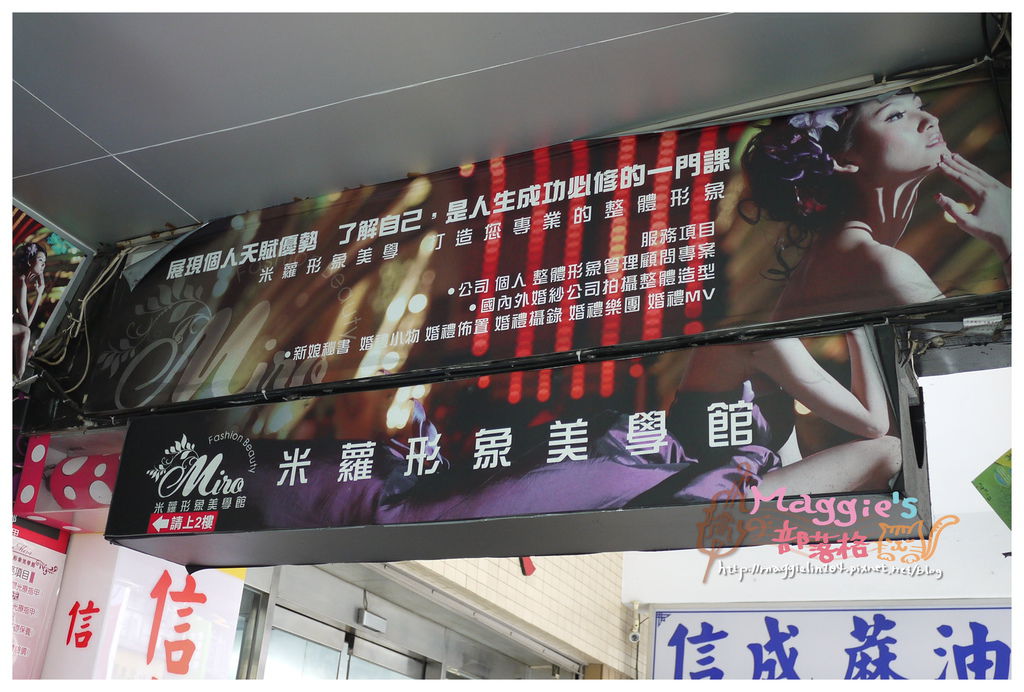 展現個人天賦優勢 了解自己,是人生成功必修的一門課
米蘿形象美學 打造您專業的整體形象
服務項目
•公司 個人 整體形象管理顧問專案
•國內外婚紗公司拍攝整體造型
•新娘秘書 婚禮小物 婚禮佈置 婚禮攝錄 婚禮樂團 婚禮MV
Fashion Beauty
Miro
Fashion Beauty
Miro
米蘿形象美學館
請上2樓
米蘿形象美學館
Maggie's
部落格
http://maggielin204.pixnet.net/blog
信
信
信成蔴油